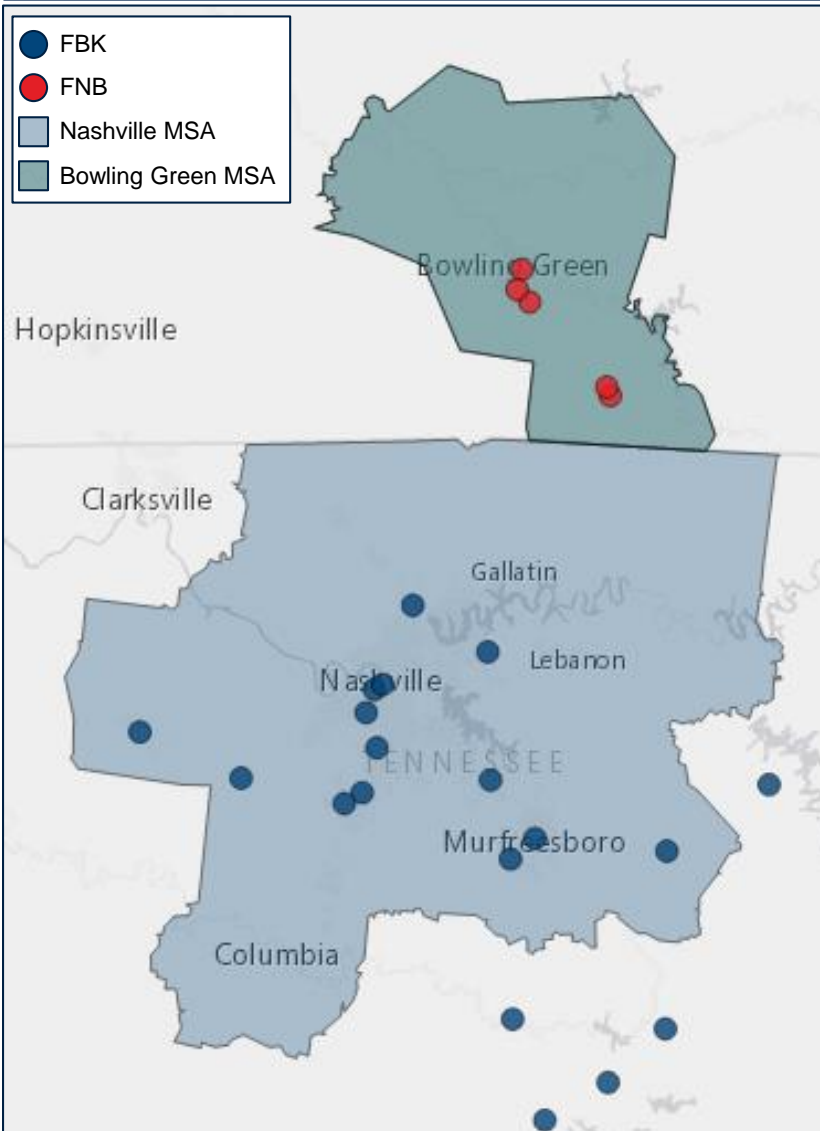 FBK
FNB
Nashville MSA
Bowling Green MSA
Bowling Green
Hopkinsville
Clarksville
Gallatin
Lebanon
Nashville
TENNESSEE
Murfreesboro
Columbia